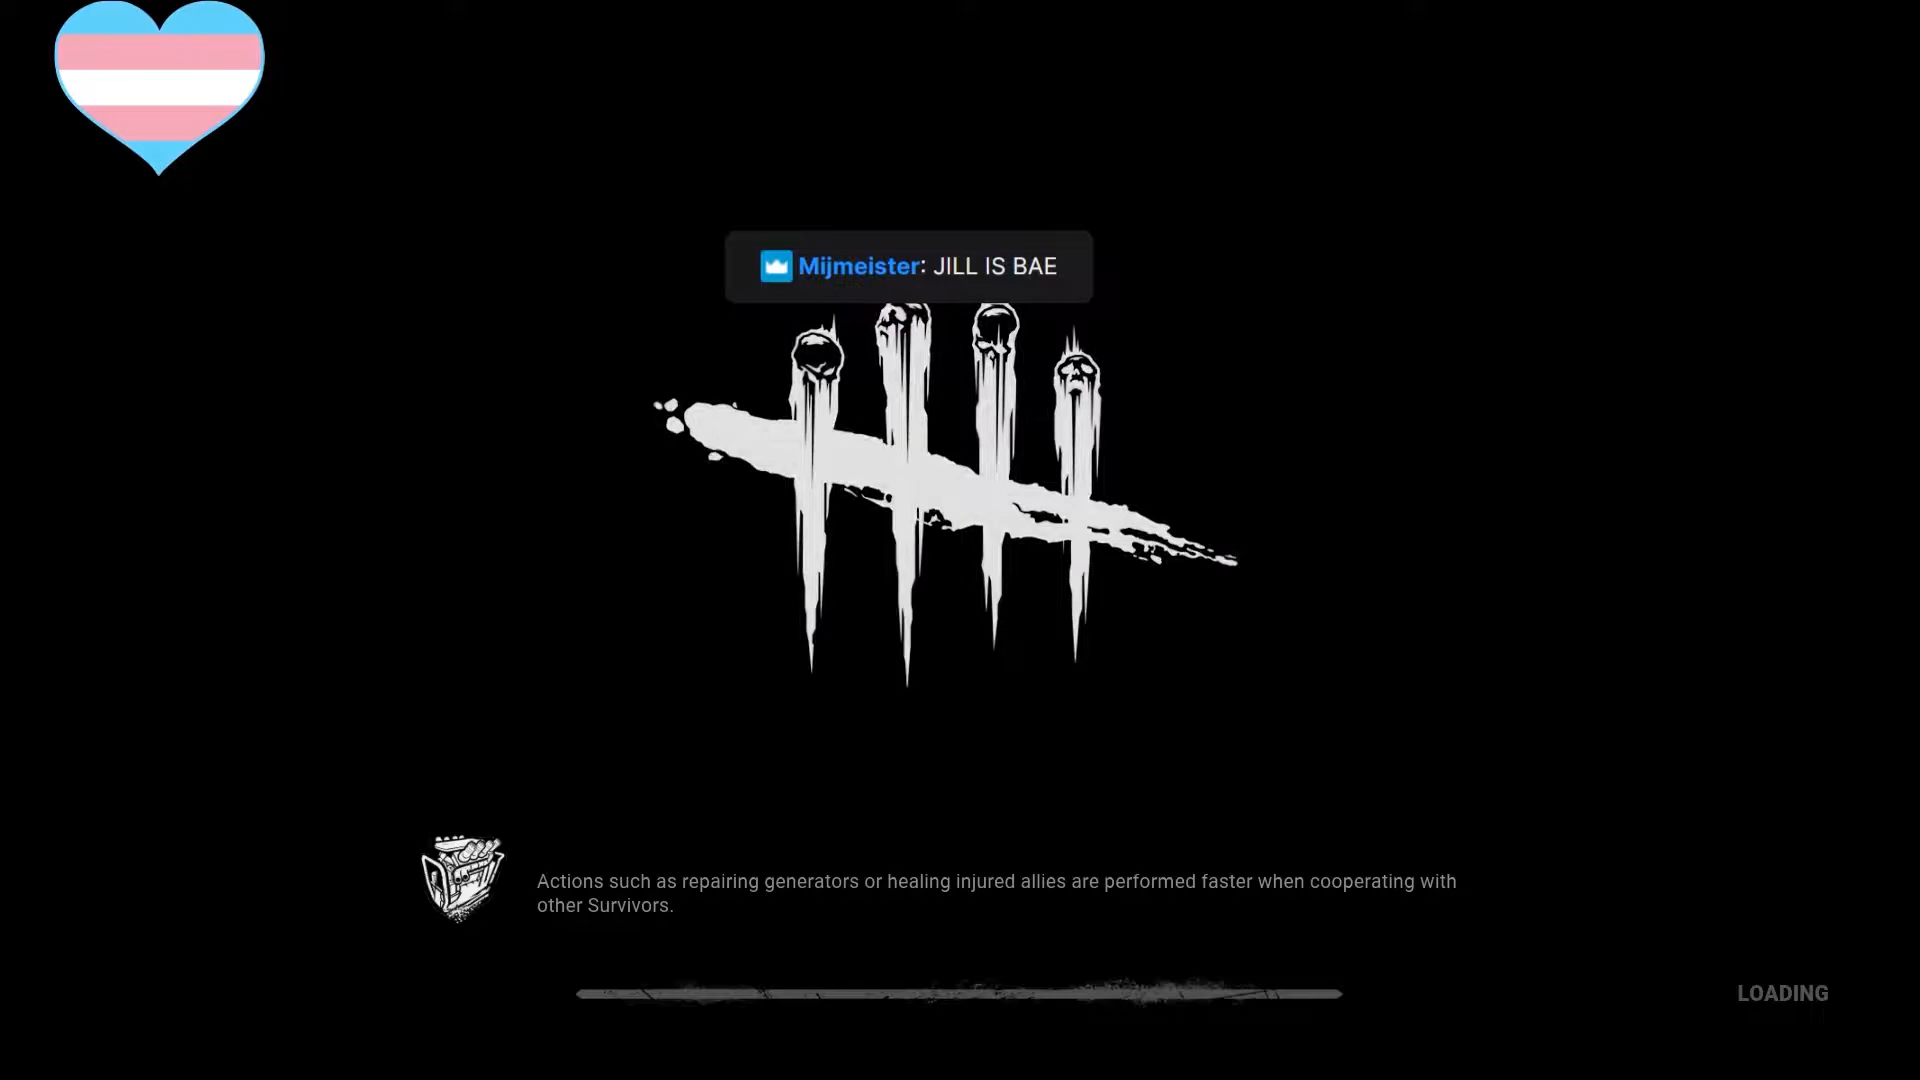 Mijmeister: JILL IS BAE
Actions such as repairing generators or healing injured allies are performed faster when cooperating with
other Survivors.
LOADING